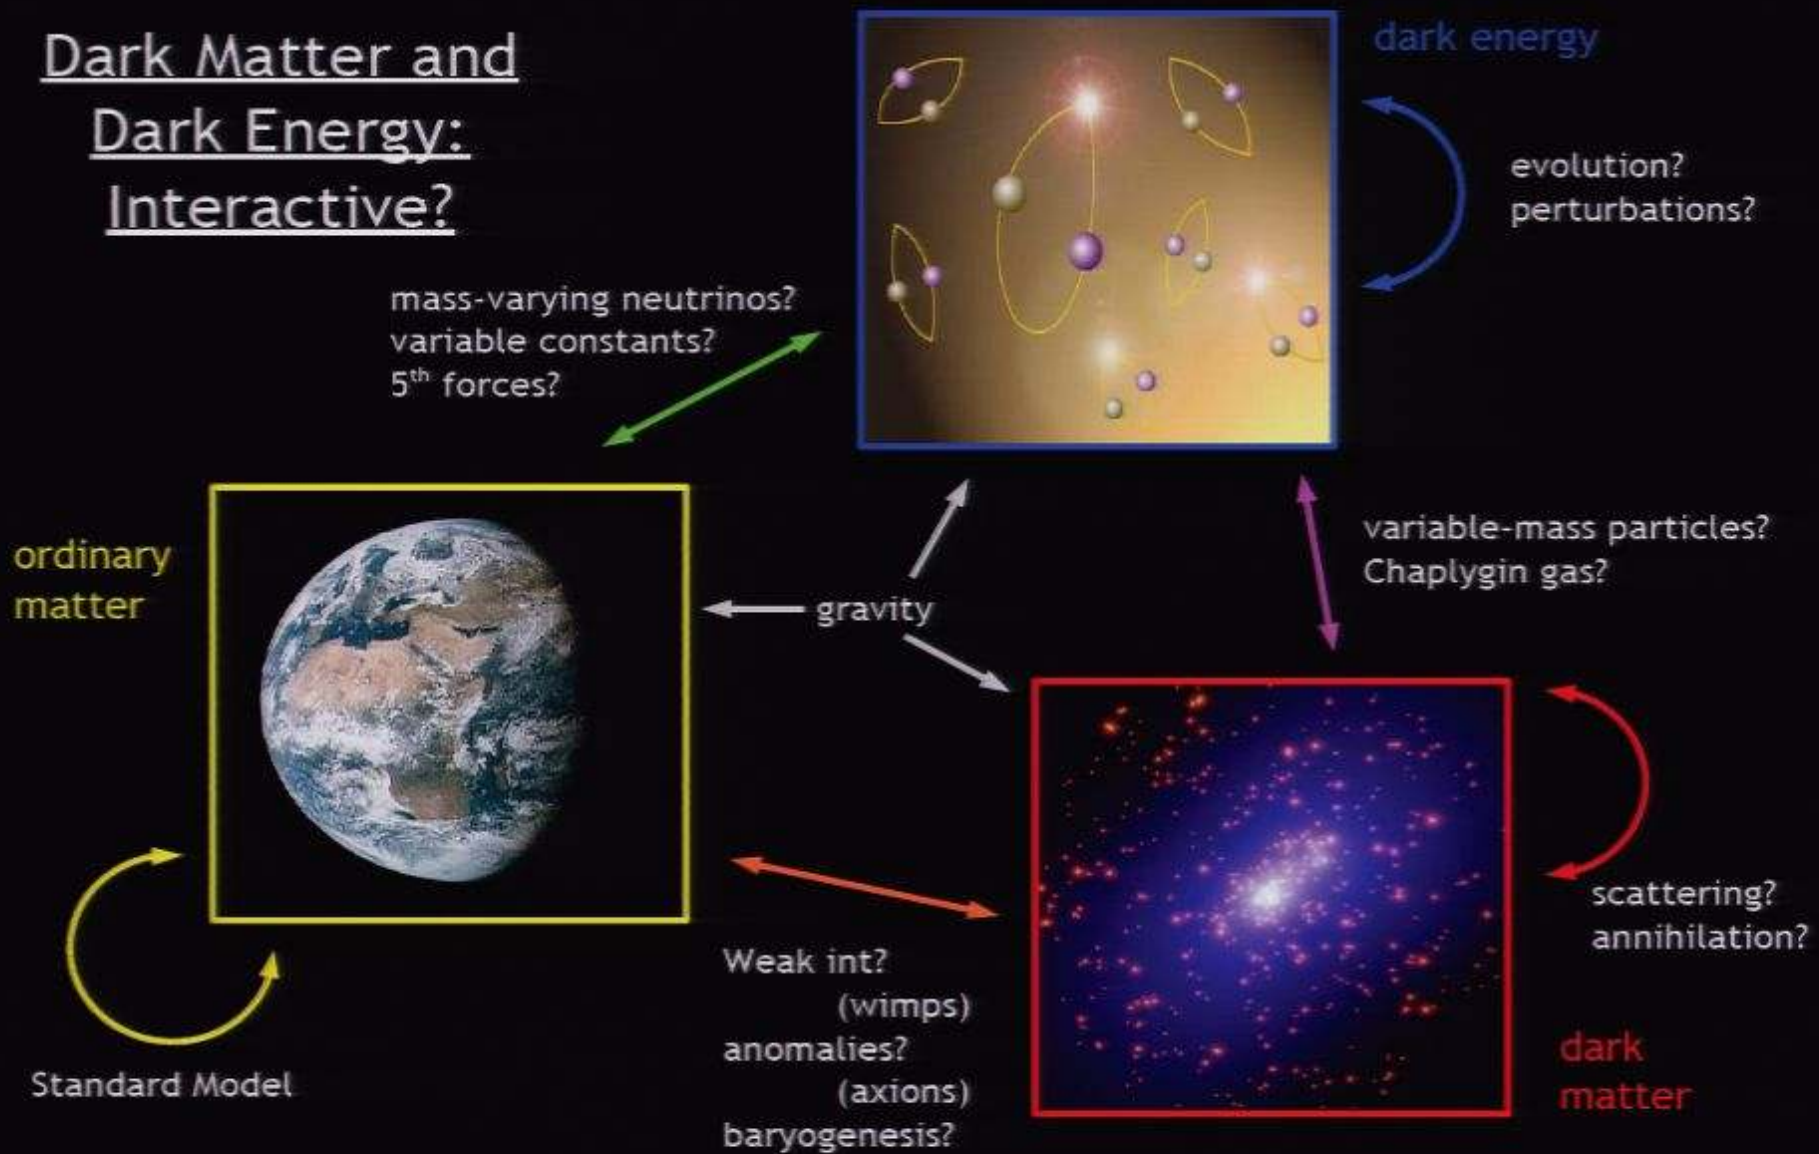 Dark Matter and
Dark Energy:
Interactive?
dark energy
evolution?
perturbations?
mass-varying neutrinos?
variable constants?
5th forces?
ordinary
matter
gravity
variable-mass particles?
Chaplygin gas?
scattering?
annihilation?
Weak int?
(wimps)
anomalies?
(axions)
baryogenesis?
dark
matter
Standard Model